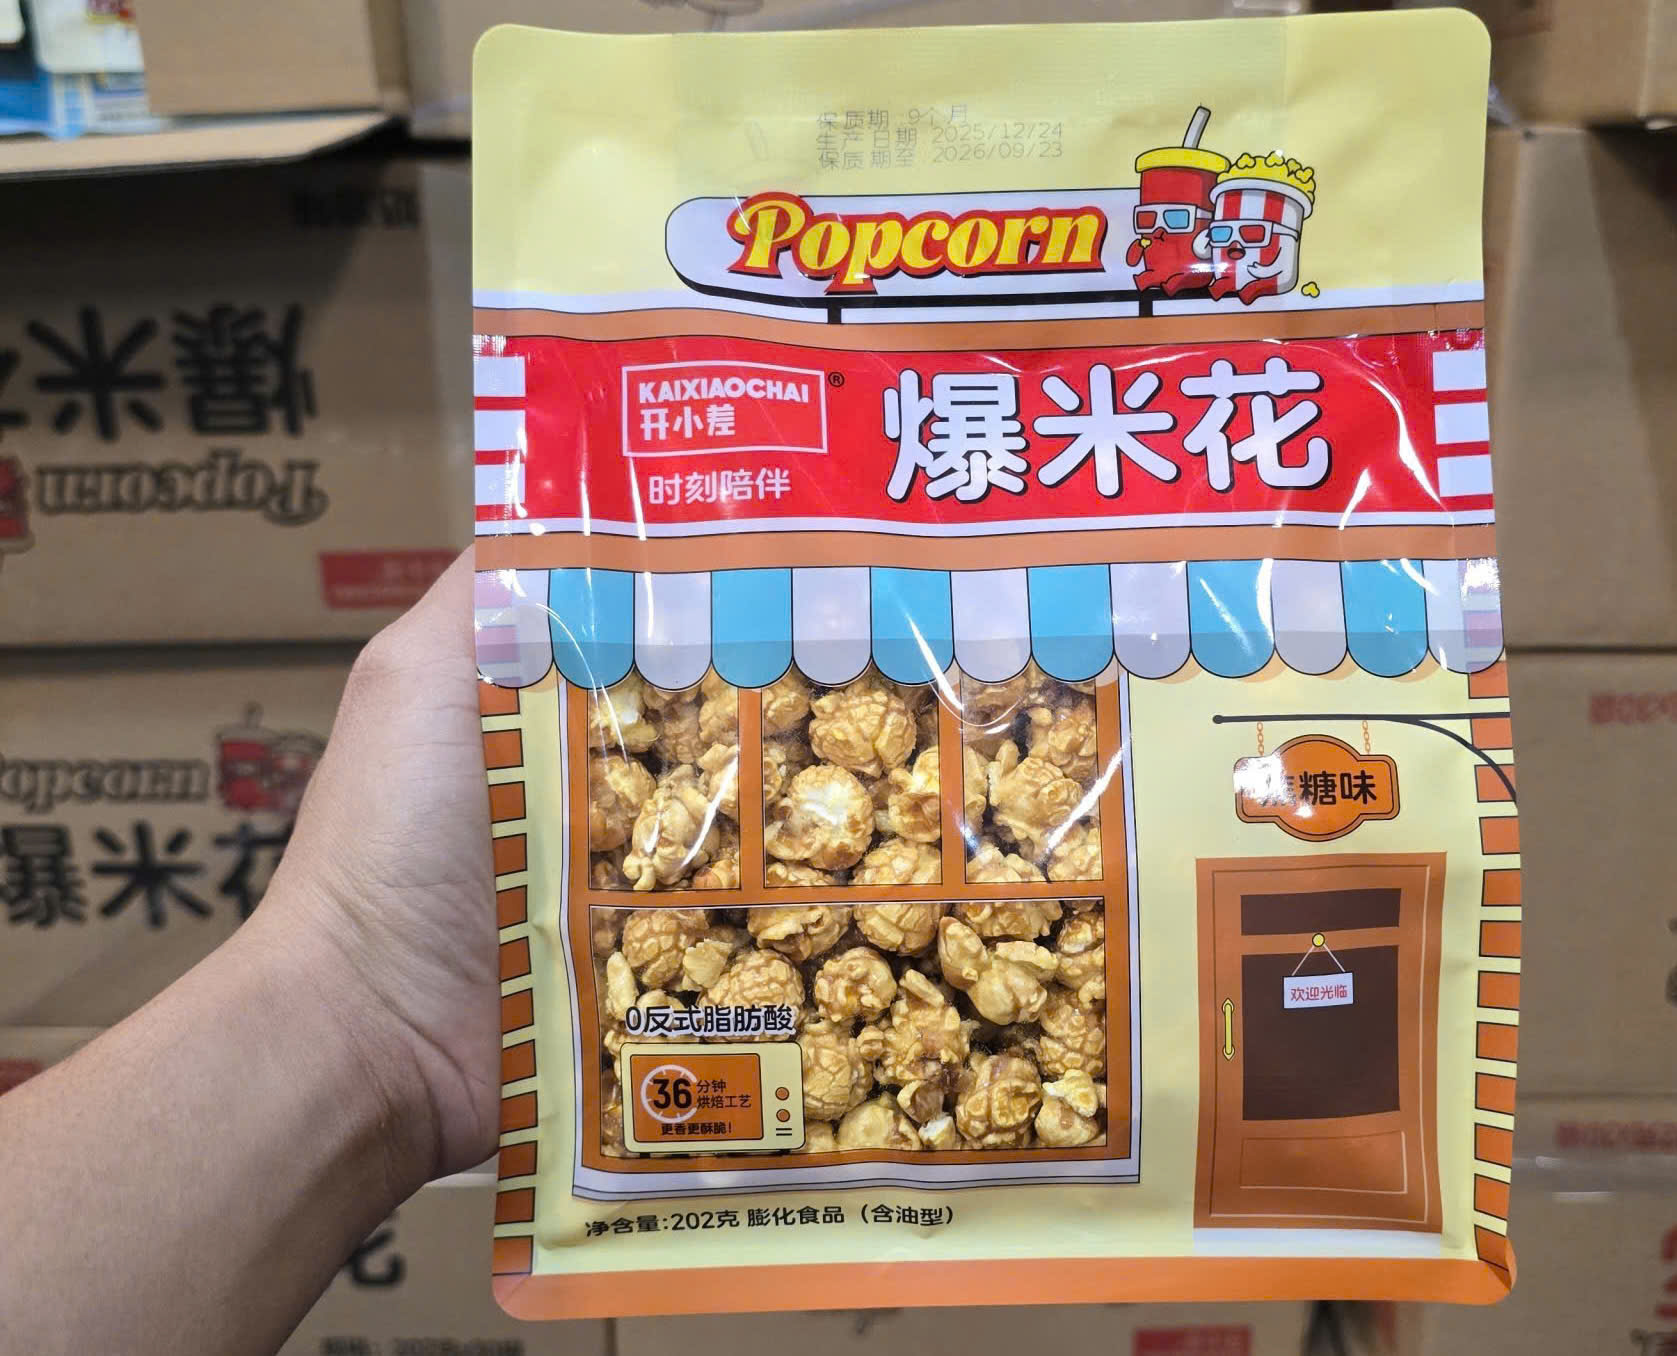 保质期:9个月
生产日期 2025/12/24
保质期至:2026/09/23
Popcorn
KAIXIAOCHAI®
开小差
时刻陪伴
爆米花
糖味
欢迎光临
0反式脂肪酸
36分钟
烘焙工艺
更香更酥脆!
净含量:202克 膨化食品（含油型）
爆米花
Popcorn
opcorn
爆米花